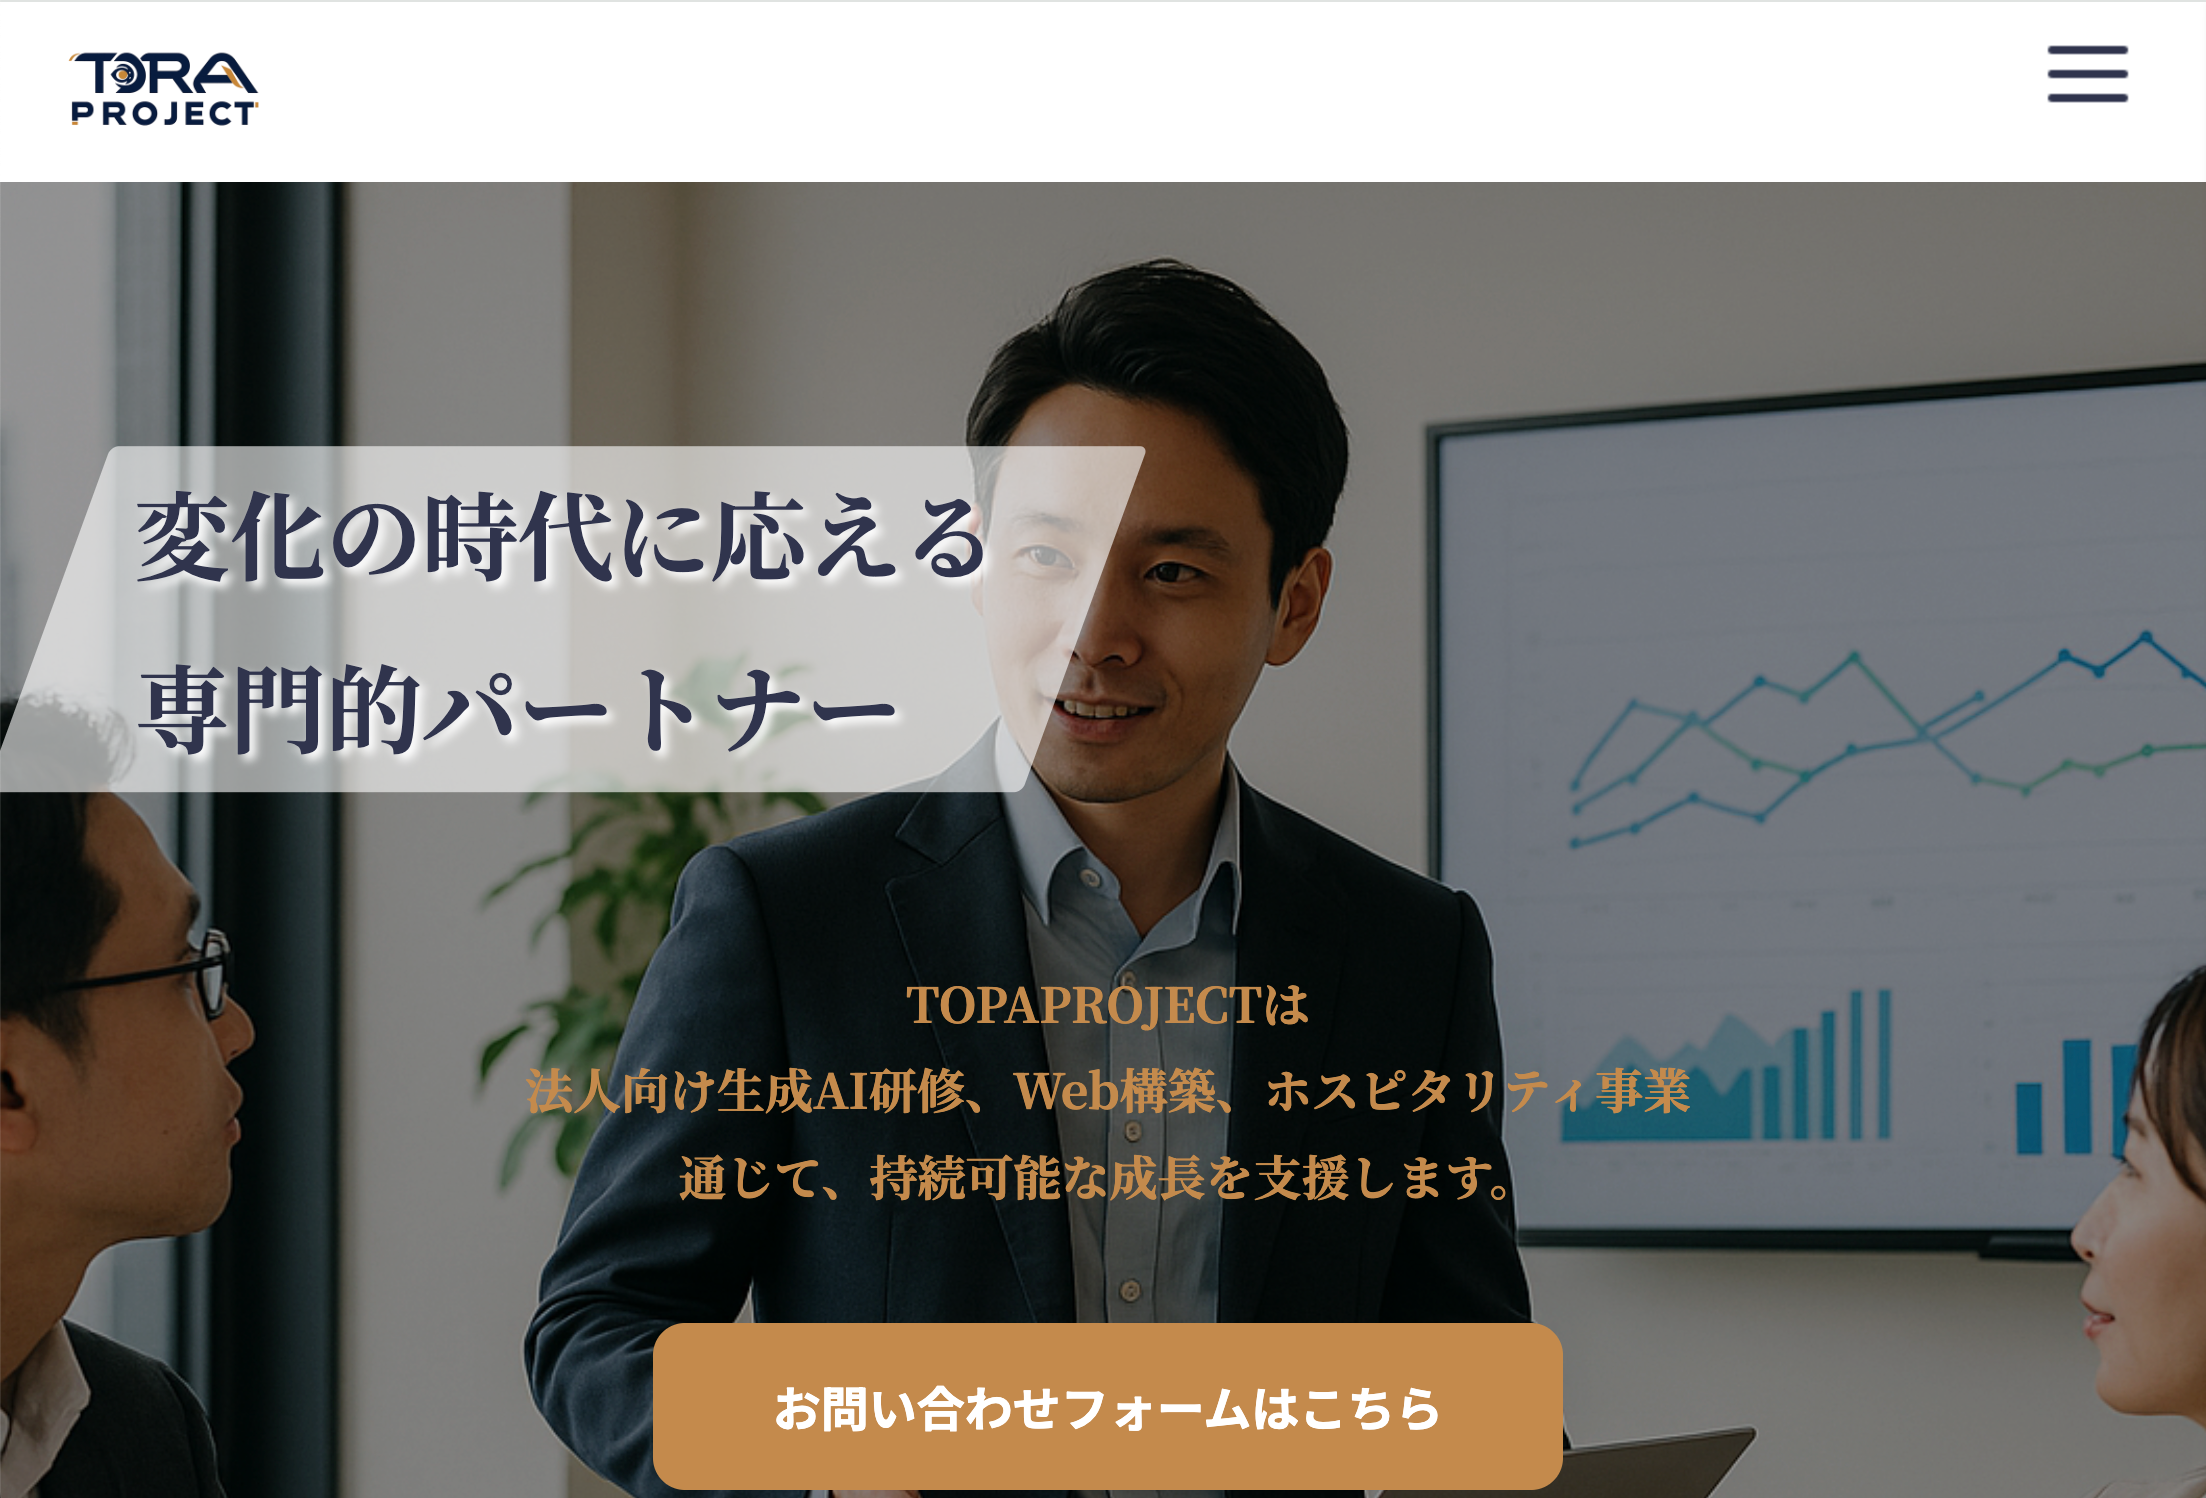 TORA
PROJECT
変化の時代に応える
専門的パートナー
TOPAPROJECTは
法人向け生成AI研修、Web構築、ホスピタリティ事業
通じて、持続可能な成長を支援します。
お問い合わせフォームはこちら